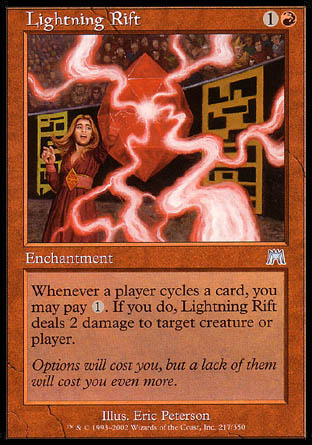 Lightning Rift 1
Enchantment
Whenever a player cycles a card, you
may pay 1. If you do, Lightning Rift
deals 2 damage to target creature or
player.
Options will cost you, but a lack of them
will cost you even more.
Illus. Eric Peterson
™ & © 1993–2002 Wizards of the Coast, Inc. 217/350